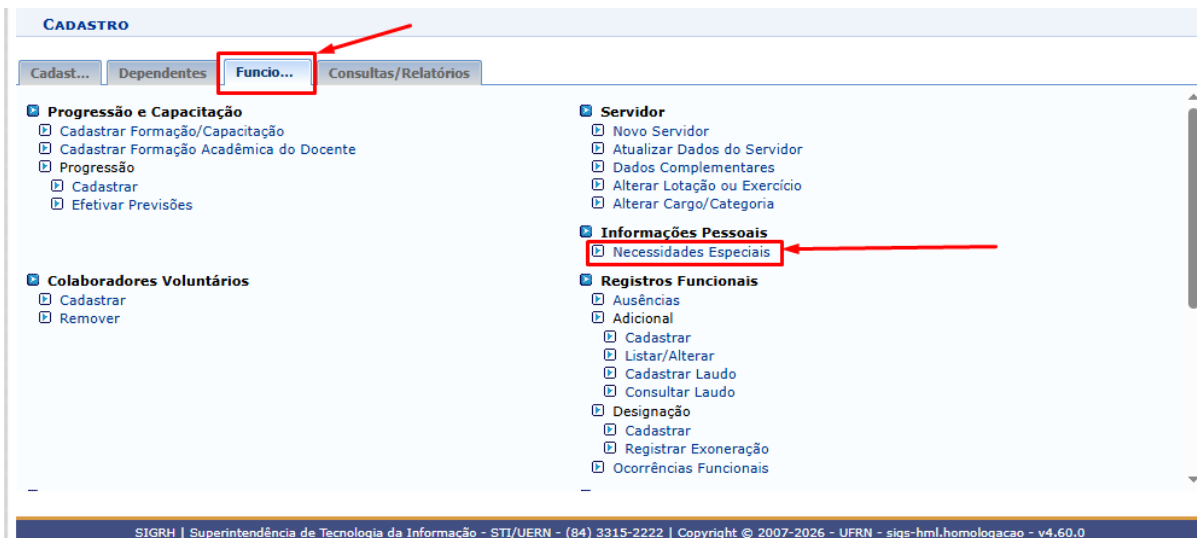 CADASTRO
Cadast...
Dependentes
Funcio...
Consultas/Relatórios
Progressão e Capacitação
Cadastrar Formação/Capacitação
Cadastrar Formação Acadêmica do Docente
Progressão
Cadastrar
Efetivar Previsões
Colaboradores Voluntários
Cadastrar
Remover
Servidor
Novo Servidor
Atualizar Dados do Servidor
Dados Complementares
Alterar Lotação ou Exercício
Alterar Cargo/Categoria
Informações Pessoais
Necessidades Especiais
Registros Funcionais
Ausências
Adicional
Cadastrar
Listar/Alterar
Cadastrar Laudo
Consultar Laudo
Designação
Cadastrar
Registrar Exoneração
Ocorrências Funcionais
SIGRH | Superintendência de Tecnologia da Informação - STI/UERN - (84) 3315-2222 | Copyright © 2007-2026 - UFRN - sigs-hml.homologacao - v4.60.0